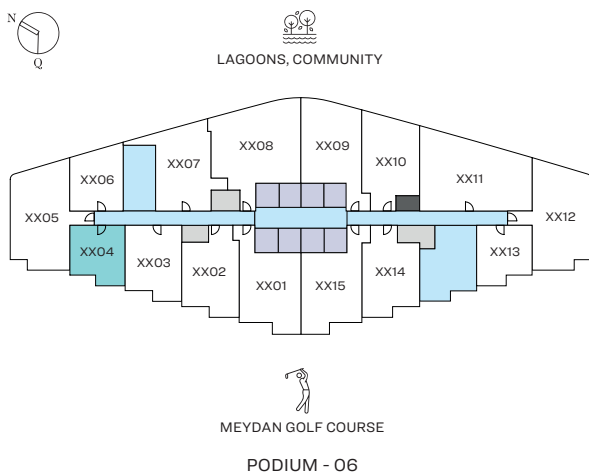 N
Q
LAGOONS, COMMUNITY
XX08
XX09
XX07
XX10
XX06
XX11
XX05
XX12
XX04
XX03
XX02
XX01
XX15
XX14
XX13
MEYDAN GOLF COURSE
PODIUM - 06